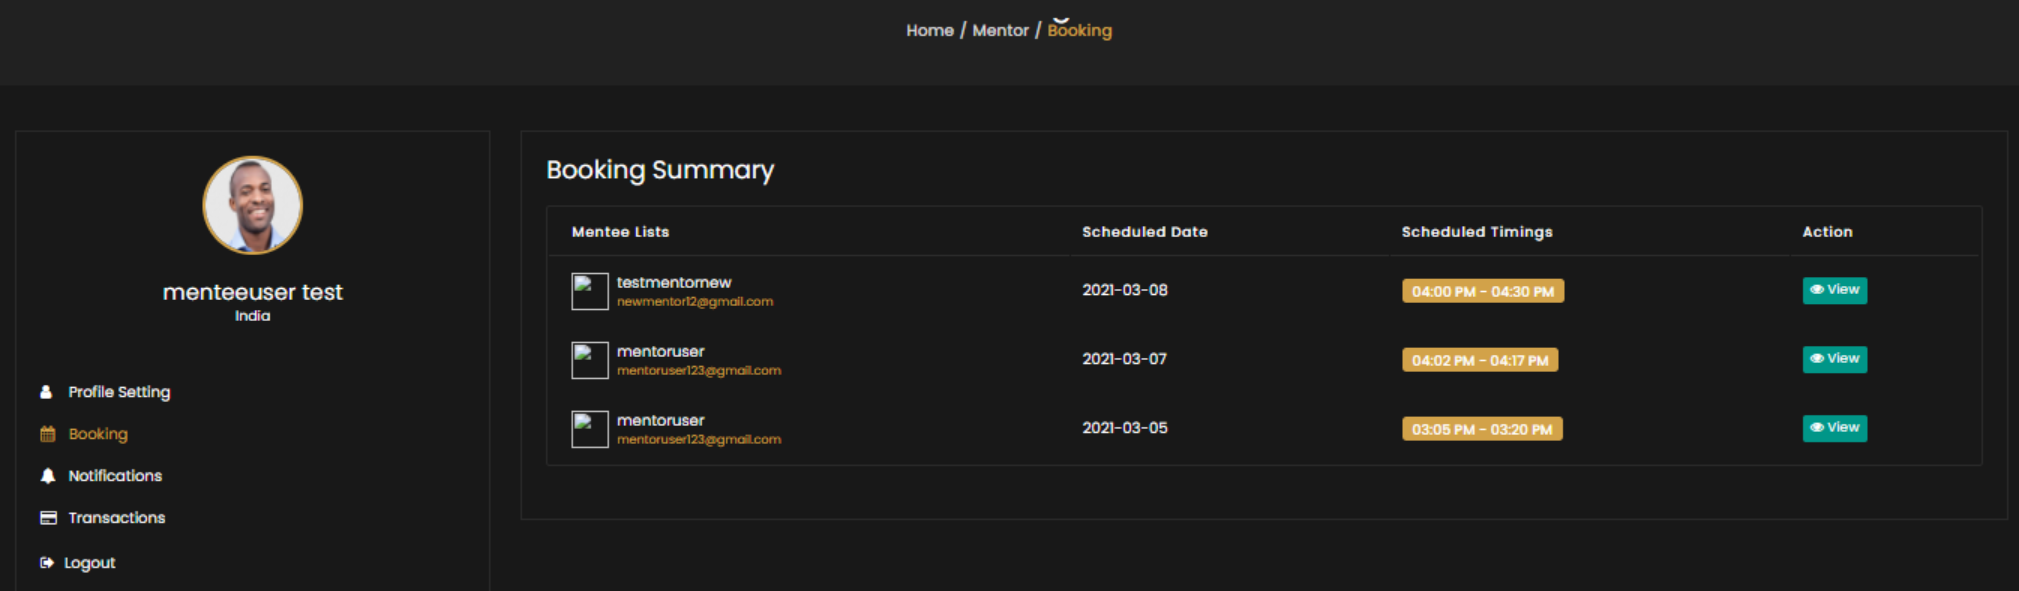 Home / Mentor / Booking
menteeuser test
India
Profile Setting
Booking
Notifications
Transactions
Logout
Booking Summary
Mentee Lists Scheduled Date Scheduled Timings Action
testmentornew
newmentor12@gmail.com
2021-03-08 04:00 PM - 04:30 PM View
mentoruser
mentoruser123@gmail.com
2021-03-07 04:02 PM - 04:17 PM View
mentoruser
mentoruser123@gmail.com
2021-03-05 03:05 PM - 03:20 PM View